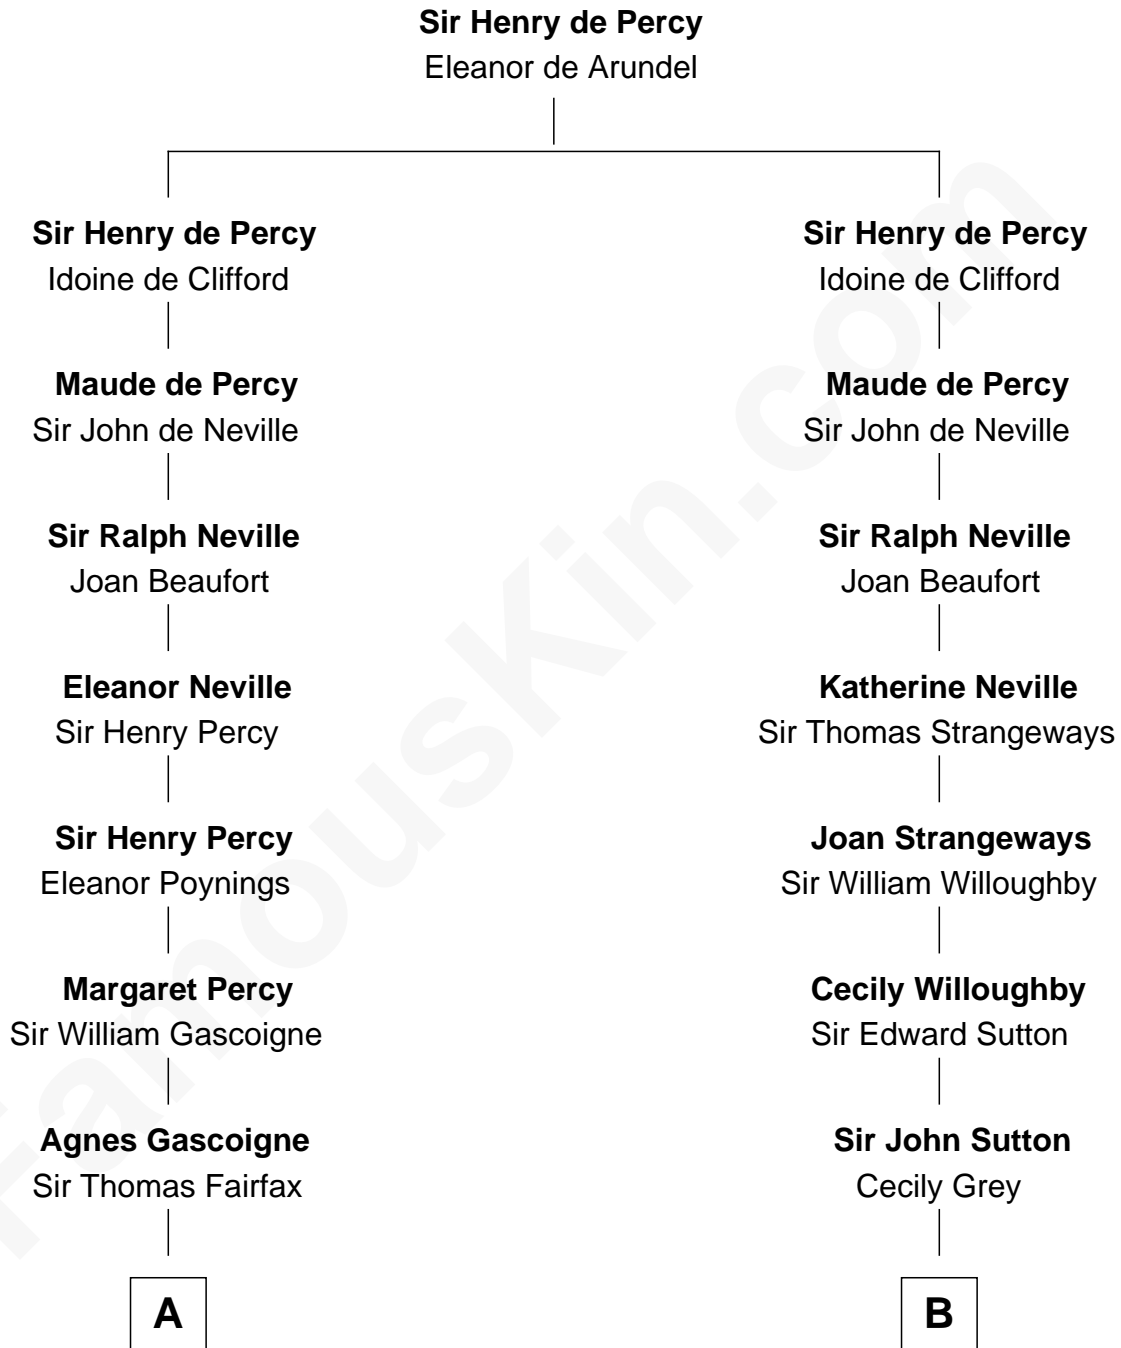 Sir Henry de Percy
Eleanor de Arundel
Sir Henry de Percy
Idoine de Clifford
Maude de Percy
Sir John de Neville
Sir Ralph Neville
Joan Beaufort
Eleanor Neville
Sir Henry Percy
Sir Henry Percy
Eleanor Poynings
Margaret Percy
Sir William Gascoigne
Agnes Gascoigne
Sir Thomas Fairfax
A
Sir Henry de Percy
Idoine de Clifford
Maude de Percy
Sir John de Neville
Sir Ralph Neville
Joan Beaufort
Katherine Neville
Sir Thomas Strangeways
Joan Strangeways
Sir William Willoughby
Cecily Willoughby
Sir Edward Sutton
Sir John Sutton
Cecily Grey
B
FamousKin.com